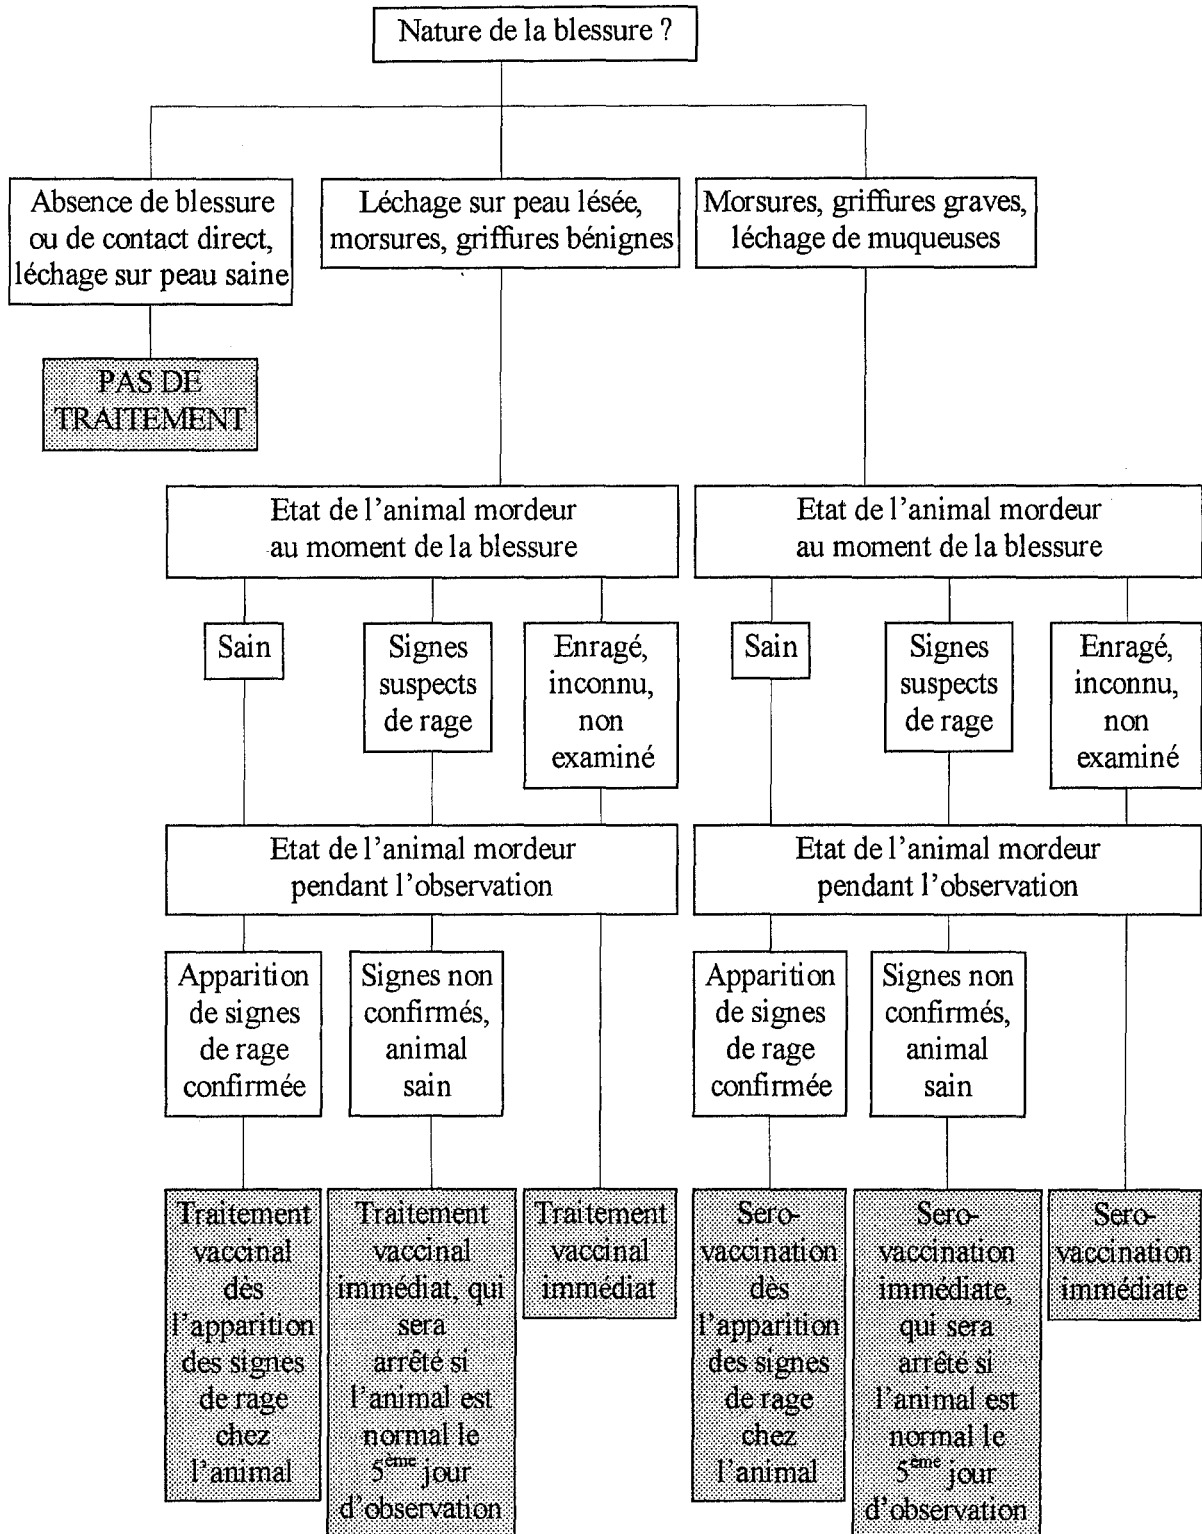 Nature de la blessure ?
Absence de blessure
ou de contact direct,
léchage sur peau saine
Léchage sur peau lésée,
morsures, griffures bénignes
Morsures, griffures graves,
léchage de muqueuses
PAS DE
TRAITEMENT
Etat de l'animal mordeur
au moment de la blessure
Etat de l'animal mordeur
au moment de la blessure
Sain
Signes
suspects
de rage
Enragé,
inconnu,
non
examiné
Sain
Signes
suspects
de rage
Enragé,
inconnu,
non
examiné
Etat de l'animal mordeur
pendant l'observation
Etat de l'animal mordeur
pendant l'observation
Apparition
de signes
de rage
confirmée
Signes non
confirmés,
animal
sain
Apparition
de signes
de rage
confirmée
Signes non
confirmés,
animal
sain
Traitement
vaccinal
dès
l'apparition
des signes
de rage
chez
l'animal
Traitement
vaccinal
immédiat, qui
sera
arrêté si
l'animal est
normal le
5ème jour
d'observation
Traitement
vaccinal
immédiat
Sero-
vaccination
dès
l'apparition
des signes
de rage
chez
l'animal
Sero-
vaccination
immédiate,
qui sera
arrêté si
l'animal est
normal le
5ème jour
d'observation
Sero-
vaccination
immédiate